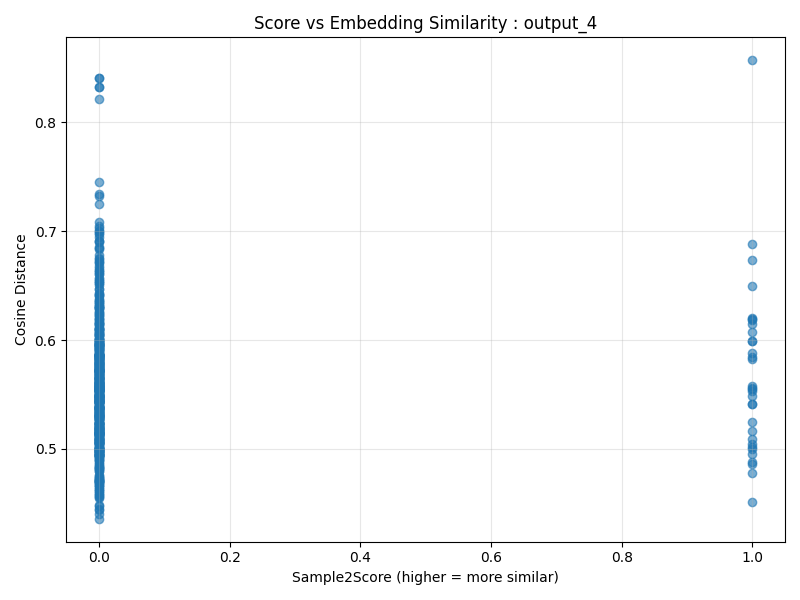 Score vs Embedding Similarity : output_4
Cosine Distance
0.8
0.7
0.6
0.5
0.0 0.2 0.4 0.6 0.8 1.0
Sample2Score (higher = more similar)